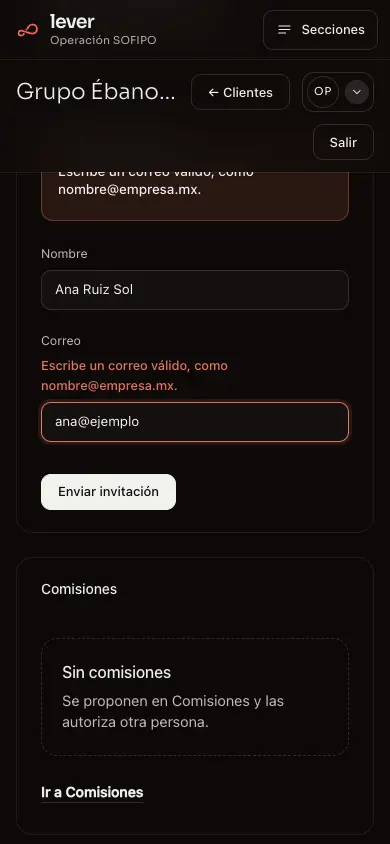 lever
Operación SOFIPO
Secciones
Grupo Ébano...
← Clientes
OP
Salir
Escribe un correo válido, como
nombre@empresa.mx.
Nombre
Ana Ruiz Sol
Correo
Escribe un correo válido, como
nombre@empresa.mx.
ana@ejemplo
Enviar invitación
Comisiones
Sin comisiones
Se proponen en Comisiones y las
autoriza otra persona.
Ir a Comisiones